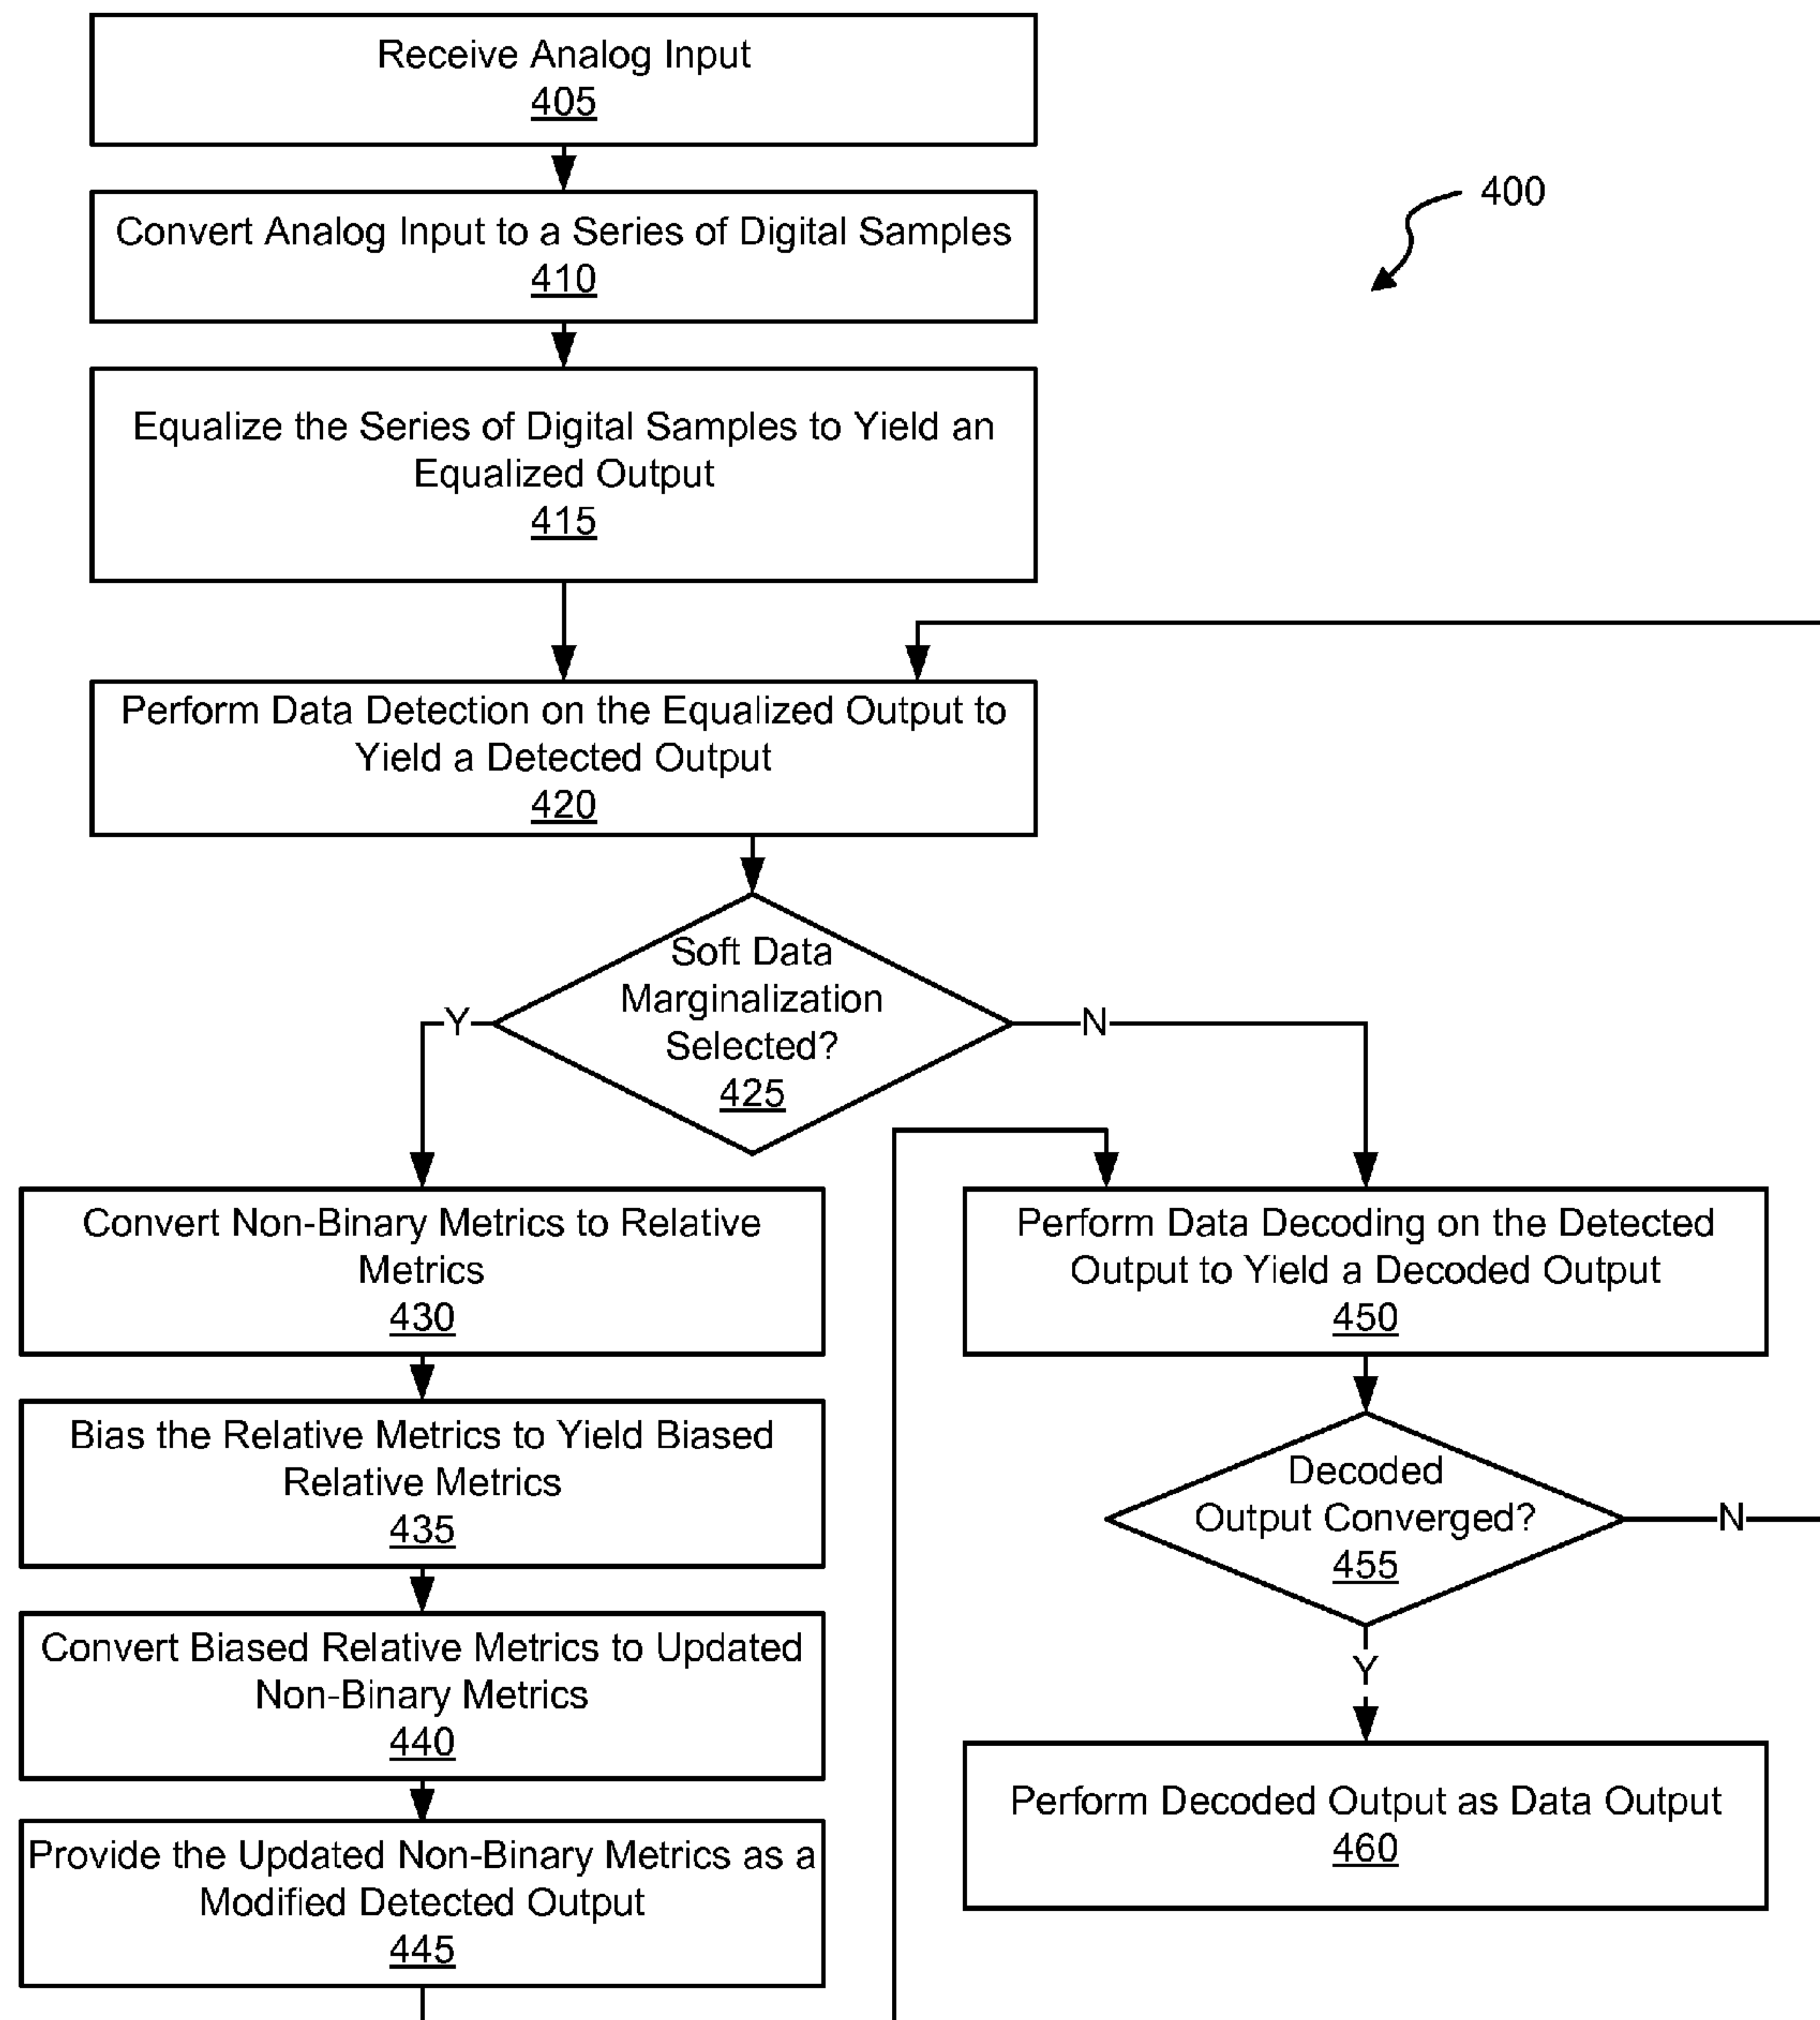 Receive Analog Input
405
400
Convert Analog Input to a Series of Digital Samples
410
Equalize the Series of Digital Samples to Yield an
Equalized Output
415
Perform Data Detection on the Equalized Output to
Yield a Detected Output
420
Soft Data
Marginalization
Selected?
425
Y
N
Convert Non-Binary Metrics to Relative
Metrics
430
Bias the Relative Metrics to Yield Biased
Relative Metrics
435
Convert Biased Relative Metrics to Updated
Non-Binary Metrics
440
Provide the Updated Non-Binary Metrics as a
Modified Detected Output
445
Perform Data Decoding on the Detected
Output to Yield a Decoded Output
450
Decoded
Output Converged?
455
N
Y
Perform Decoded Output as Data Output
460